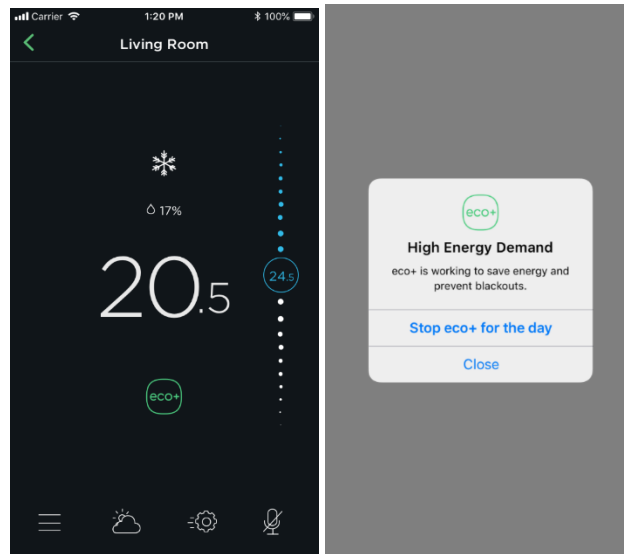 Carrier 1:20 PM 100%
Living Room
17%
20.5
24.5
eco+
eco+
High Energy Demand
eco+ is working to save energy and
prevent blackouts.
Stop eco+ for the day
Close